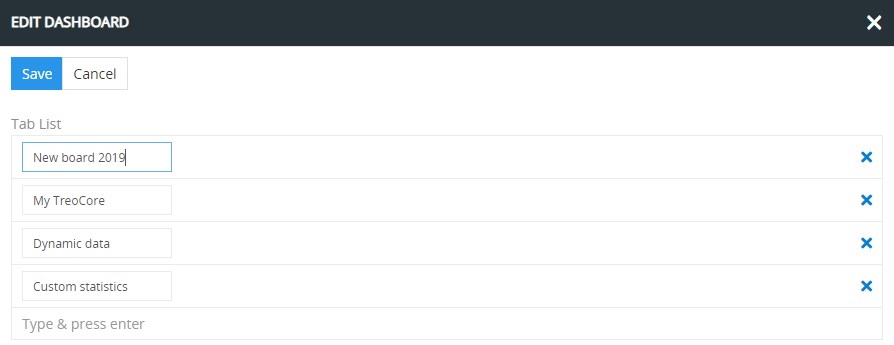 EDIT DASHBOARD
Save Cancel
Tab List
New board 2019
My TreoCore
Dynamic data
Custom statistics
Type & press enter